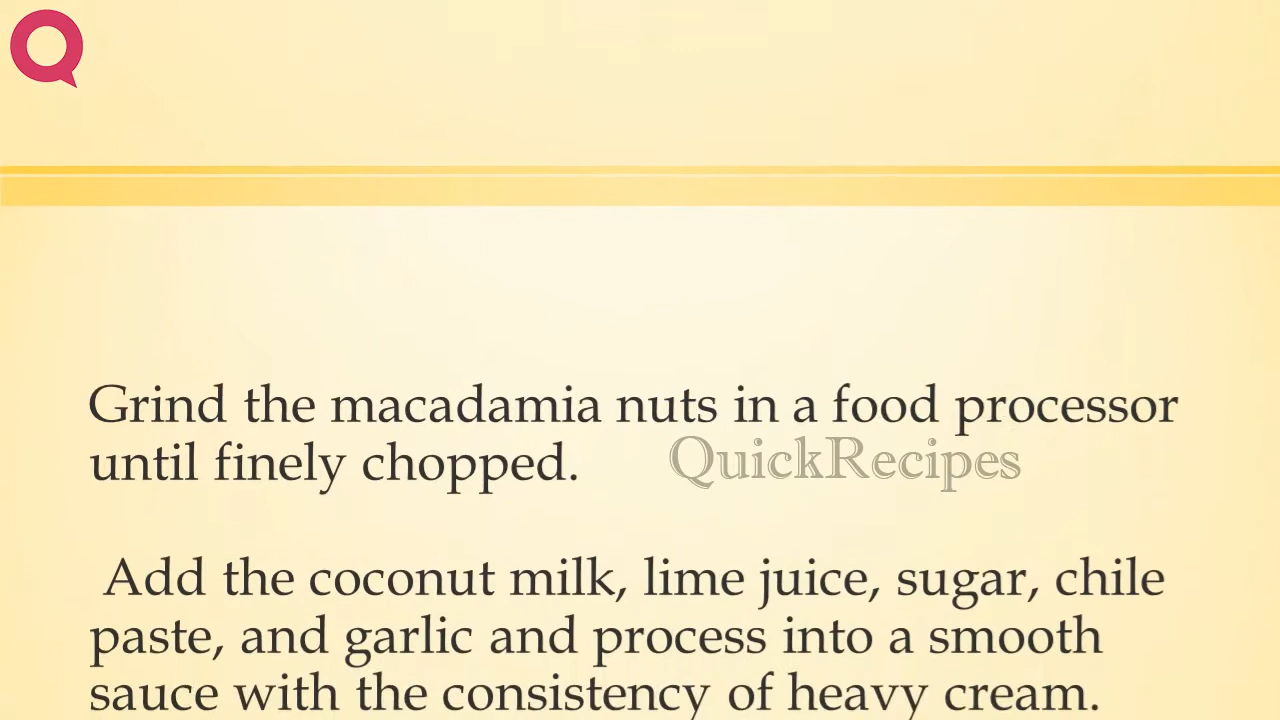 Grind the macadamia nuts in a food processor
until finely chopped.
QuickRecipes
Add the coconut milk, lime juice, sugar, chile
paste, and garlic and process into a smooth
sauce with the consistency of heavy cream.